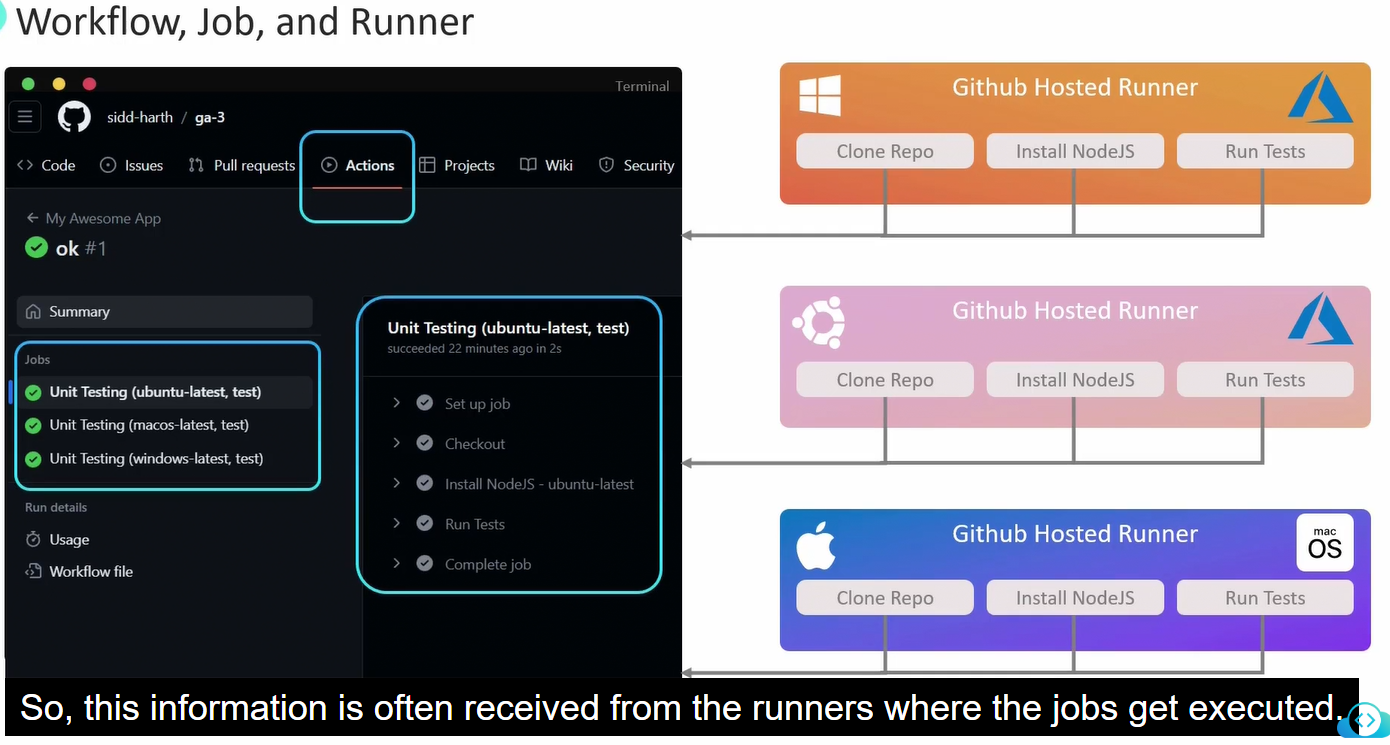 Workflow, Job, and Runner
Terminal
sidd-harth / ga-3
Code Issues Pull requests Actions Projects Wiki Security
My Awesome App
ok #1
Summary
Jobs
Unit Testing (ubuntu-latest, test)
Unit Testing (macos-latest, test)
Unit Testing (windows-latest, test)
Run details
Usage
Workflow file
Unit Testing (ubuntu-latest, test)
succeeded 22 minutes ago in 2s
Set up job
Checkout
Install NodeJS - ubuntu-latest
Run Tests
Complete job
Github Hosted Runner
Clone Repo Install NodeJS Run Tests
Github Hosted Runner
Clone Repo Install NodeJS Run Tests
Github Hosted Runner
mac
OS
Clone Repo Install NodeJS Run Tests
So, this information is often received from the runners where the jobs get executed.